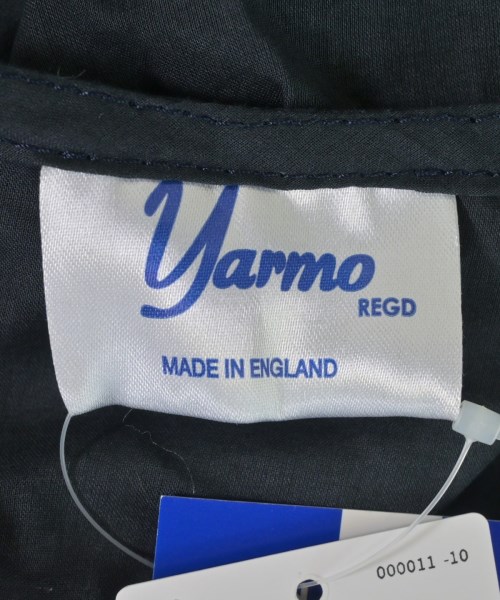 Yarmo
REGD
MADE IN ENGLAND
000011 -10